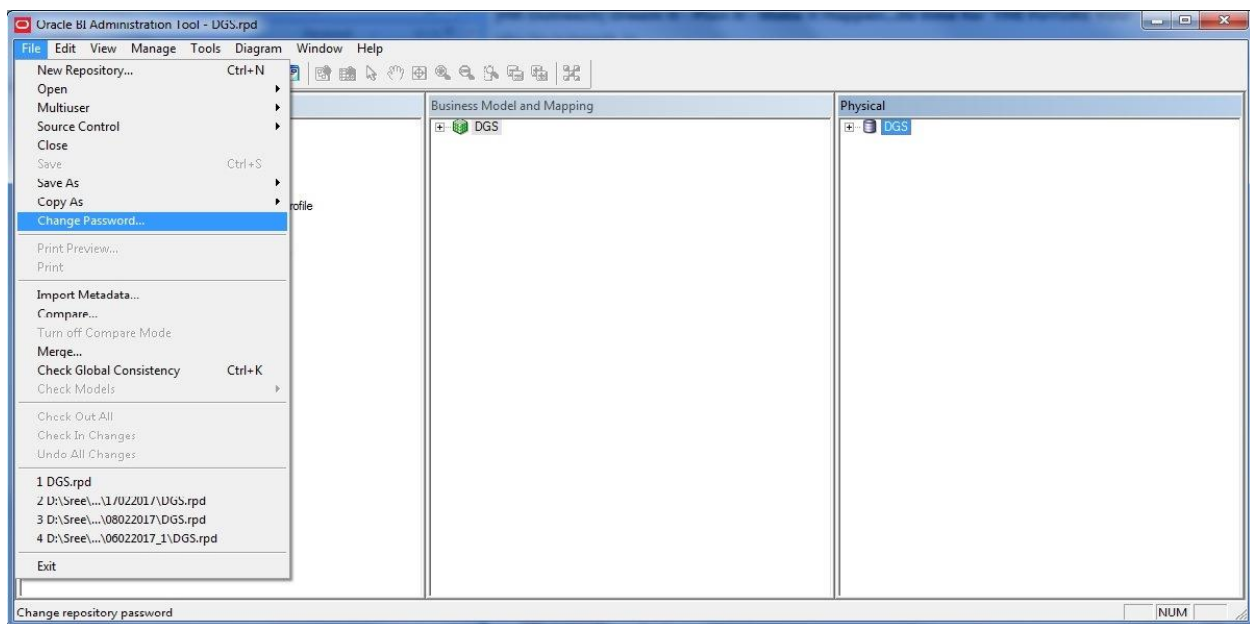 Oracle BI Administration Tool - DGS.rpd
File Edit View Manage Tools Diagram Window Help
New Repository... Ctrl+N
Open
Multiuser
Source Control
Close
Save Ctrl+S
Save As
Copy As
Change Password...
Print Preview...
Print
Import Metadata...
Compare...
Turn off Compare Mode
Merge...
Check Global Consistency Ctrl+K
Check Models
Check Out All
Check In Changes
Undo All Changes
1 DGS.rpd
2 D:\Sree\...\17022017\DGS.rpd
3 D:\Sree\...\08022017\DGS.rpd
4 D:\Sree\...\06022017_1\DGS.rpd
Exit
rofile
Business Model and Mapping
DGS
Physical
DGS
Change repository password
NUM